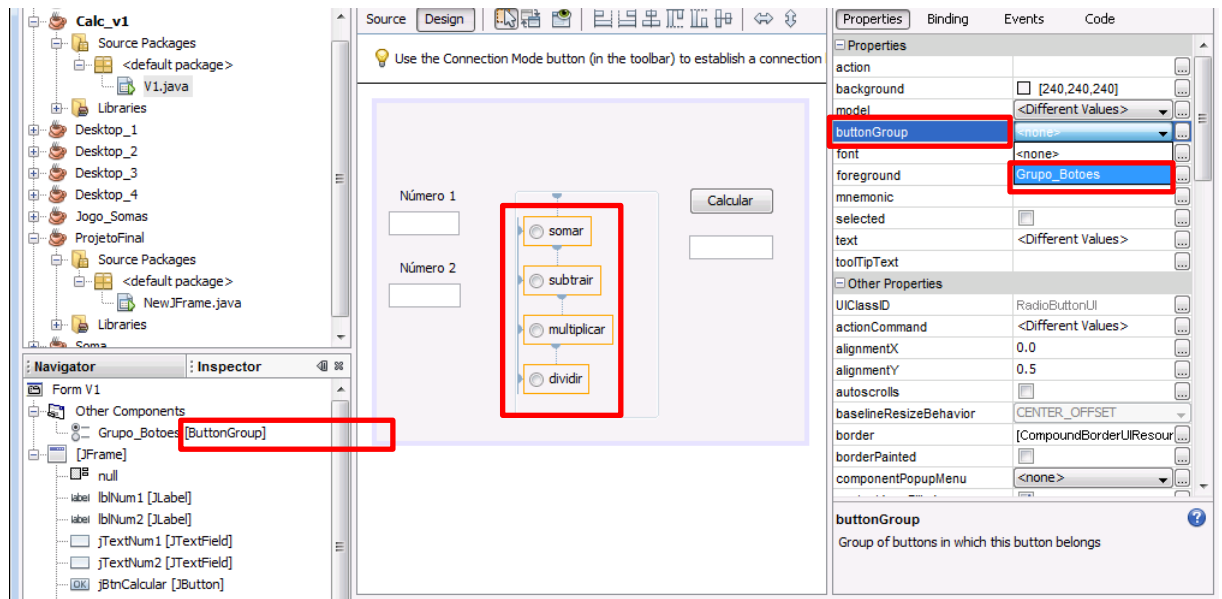 Calc_v1
Source Packages
<default package>
V1.java
Libraries
Desktop_1
Desktop_2
Desktop_3
Desktop_4
Jogo_Somas
ProjetoFinal
Source Packages
<default package>
NewJFrame.java
Libraries
Soma
Navigator Inspector
Form V1
Other Components
Grupo_Botoes [ButtonGroup]
[JFrame]
null
label lblNum1 [JLabel]
label lblNum2 [JLabel]
jTextNum1 [JTextField]
jTextNum2 [JTextField]
OK jBtnCalcular [JButton]
Source Design
Use the Connection Mode button (in the toolbar) to establish a connection
Número 1
Número 2
somar
subtrair
multiplicar
dividir
Calcular
Properties Binding Events Code
Properties
action
background [240,240,240]
model <Different Values>
buttonGroup <none>
font <none>
foreground Grupo_Botoes
mnemonic
selected
text <Different Values>
toolTipText
Other Properties
UIClassID RadioButtonUI
actionCommand <Different Values>
alignmentX 0.0
alignmentY 0.5
autoscrolls
baselineResizeBehavior CENTER_OFFSET
border [CompoundBorderUIResour
borderPainted
componentPopupMenu <none>
buttonGroup
Group of buttons in which this button belongs